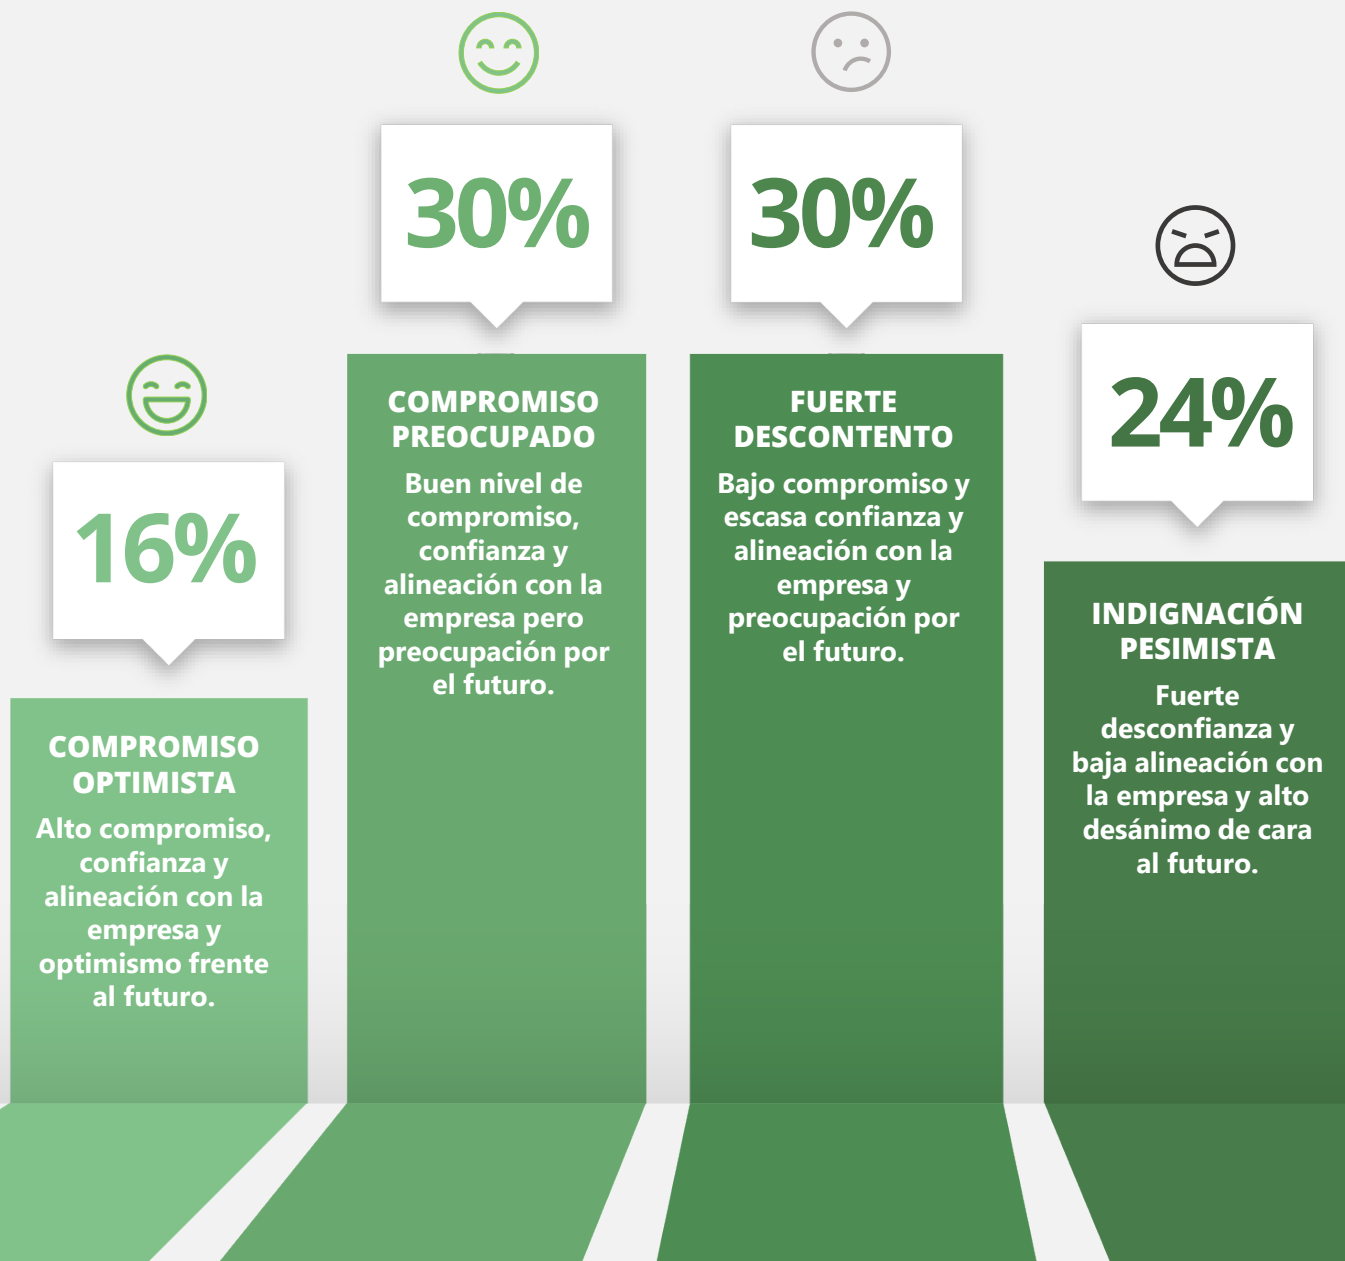 16%
COMPROMISO
OPTIMISTA
Alto compromiso,
confianza y
alineación con la
empresa y
optimismo frente
al futuro.
30%
COMPROMISO
PREOCUPADO
Buen nivel de
compromiso,
confianza y
alineación con la
empresa pero
preocupación por
el futuro.
30%
FUERTE
DESCONTENTO
Bajo compromiso y
escasa confianza y
alineación con la
empresa y
preocupación por
el futuro.
24%
INDIGNACIÓN
PESIMISTA
Fuerte
desconfianza y
baja alineación con
la empresa y alto
desánimo de cara
al futuro.